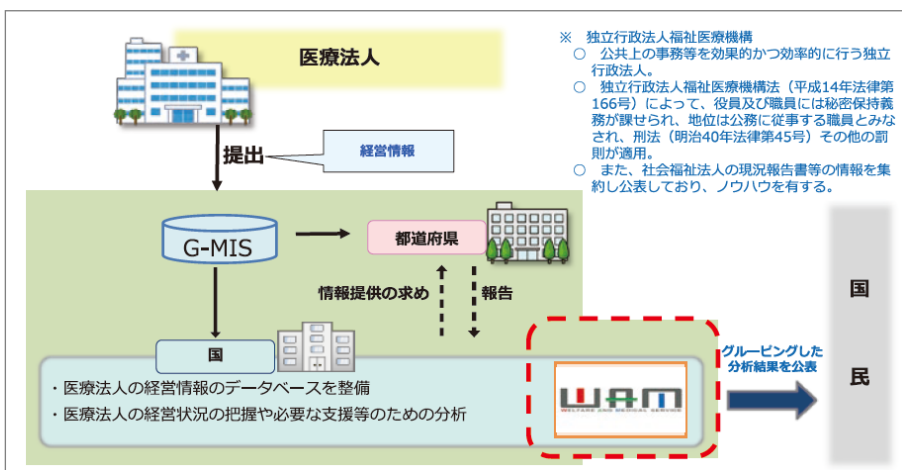 医療法人
※ 独立行政法人福祉医療機構
○ 公共上の事務等を効果的かつ効率的に行う独立
行政法人。
○ 独立行政法人福祉医療機構法（平成14年法律第
166号）によって、役員及び職員には秘密保持義
務が課せられ、地位は公務に従事する職員とみな
され、刑法（明治40年法律第45号）その他の罰
則が適用。
○ また、社会福祉法人の現況報告書等の情報を集
約し公表しており、ノウハウを有する。
提出
経営情報
G-MIS
都道府県
情報提供の求め
報告
国
・医療法人の経営情報のデータベースを整備
・医療法人の経営状況の把握や必要な支援等のための分析
WAM
WELFARE AND MEDICAL SERVICE
グルーピングした
分析結果を公表
国
民